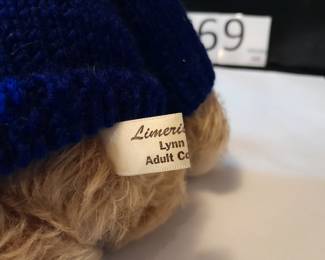 69
Limeri
Lynn
Adult Co